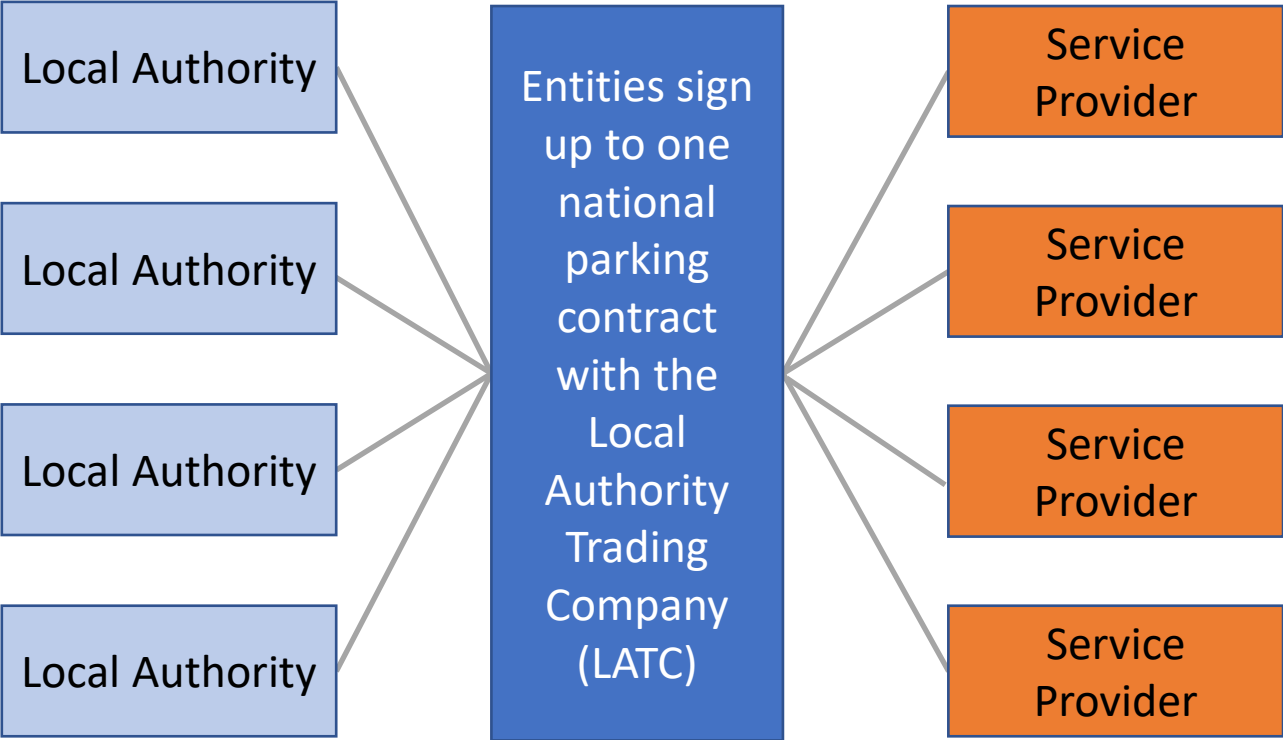 Local Authority
Local Authority
Local Authority
Local Authority
Entities sign
up to one
national
parking
contract
with the
Local
Authority
Trading
Company
(LATC)
Service
Provider
Service
Provider
Service
Provider
Service
Provider